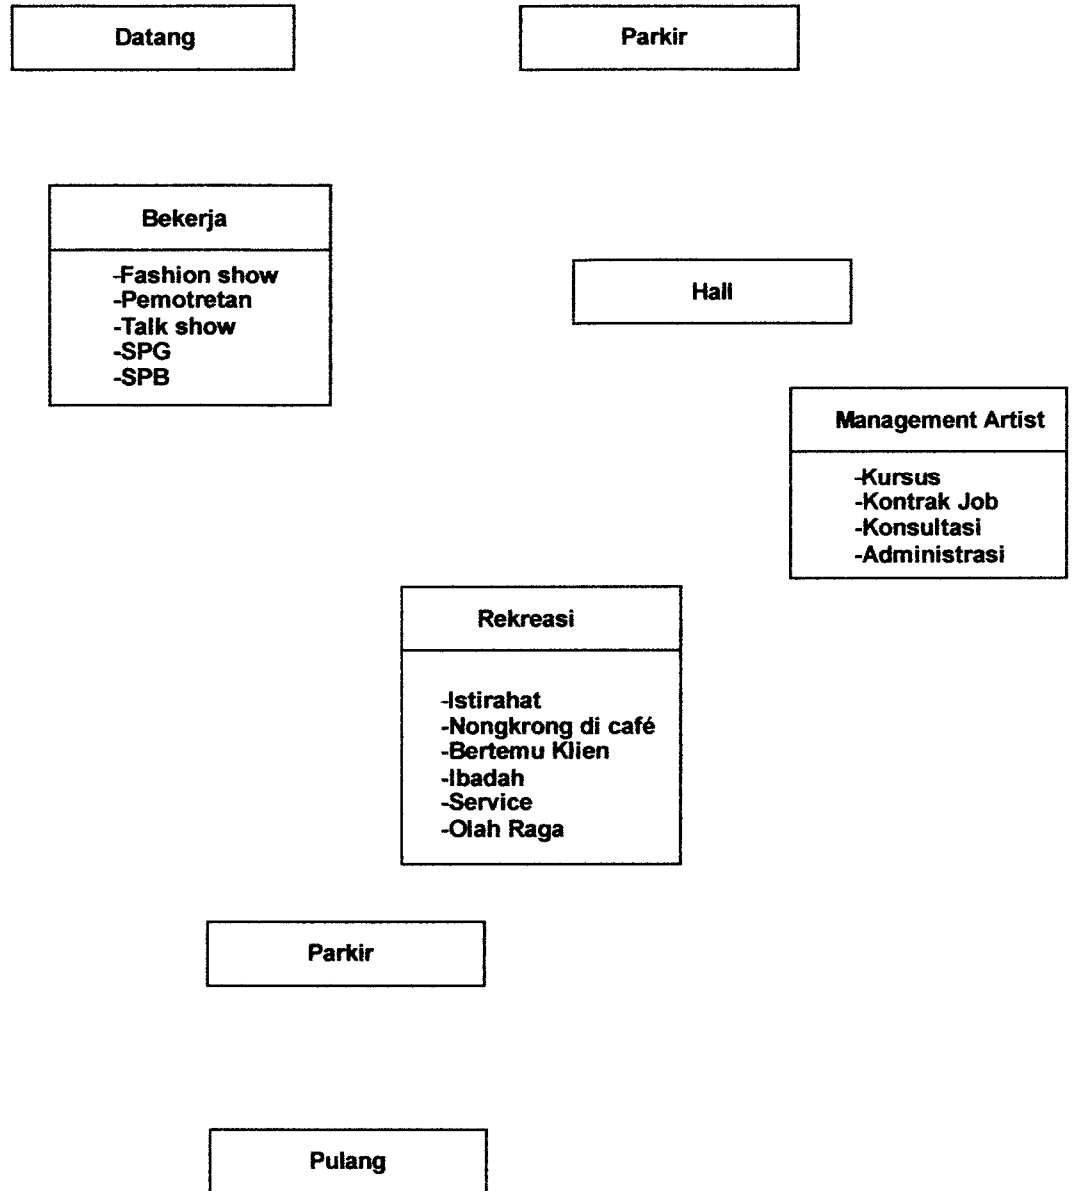 Datang
Parkir
Bekerja
-Fashion show
-Pemotretan
-Talk show
-SPG
-SPB
Hall
Management Artist
-Kursus
-Kontrak Job
-Konsultasi
-Administrasi
Rekreasi
-Istirahat
-Nongkrong di café
-Bertemu Klien
-Ibadah
-Service
-Olah Raga
Parkir
Pulang